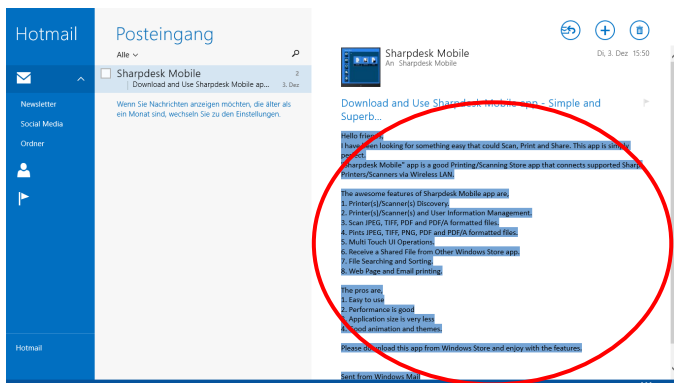 Hotmail
Newsletter
Social Media
Ordner
Hotmail
Posteingang
Alle
Sharpdesk Mobile
2
Download and Use Sharpdesk Mobile ap...
3. Dez
Wenn Sie Nachrichten anzeigen möchten, die älter als
ein Monat sind, wechseln Sie zu den Einstellungen.
Sharpdesk Mobile
An Sharpdesk Mobile
Di, 3. Dez 15:50
Download and Use Sharpdesk Mobile app - Simple and
Superb...
Hello friends,
I have been looking for something easy that could Scan, Print and Share. This app is simply
perfect.
"Sharpdesk Mobile" app is a good Printing/Scanning Store app that connects supported Sharp
Printers/Scanners via Wireless LAN.
The awesome features of Sharpdesk Mobile app are,
1. Printer(s)/Scanner(s) Discovery.
2. Printer(s)/Scanner(s) and User Information Management.
3. Scan JPEG, TIFF, PDF and PDF/A formatted files.
4. Pints JPEG, TIFF, PNG, PDF and PDF/A formatted files.
5. Multi Touch UI Operations.
6. Receive a Shared File from Other Windows Store app.
7. File Searching and Sorting.
8. Web Page and Email printing.
The pros are,
1. Easy to use
2. Performance is good
3. Application size is very less
4. Good animation and themes.
Please download this app from Windows Store and enjoy with the features.
Sent from Windows Mail